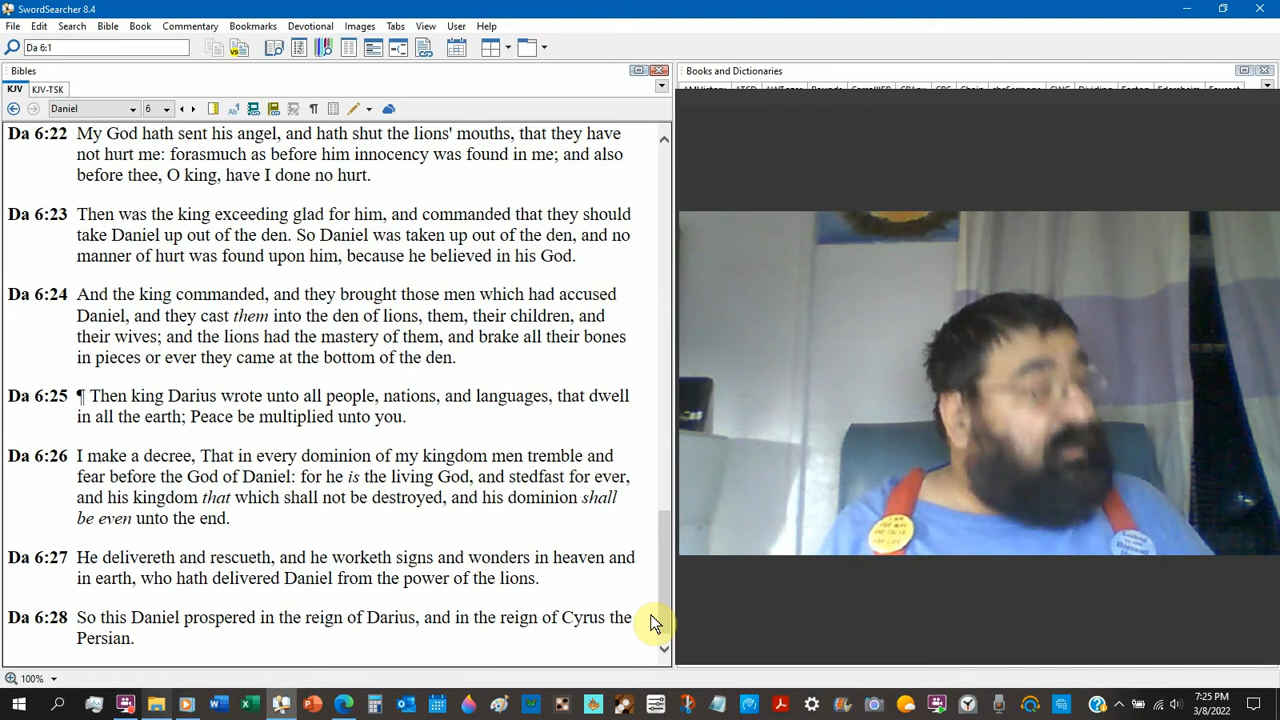 SwordSearcher 8.4
File Edit Search Bible Book Commentary Bookmarks Devotional Images Tabs View User Help
Da 6:1
Bibles
Books and Dictionaries
KJV KJV-TSK
Daniel 6
Da 6:22 My God hath sent his angel, and hath shut the lions' mouths, that they have
not hurt me: forasmuch as before him innocency was found in me; and also
before thee, O king, have I done no hurt.
Da 6:23 Then was the king exceeding glad for him, and commanded that they should
take Daniel up out of the den. So Daniel was taken up out of the den, and no
manner of hurt was found upon him, because he believed in his God.
Da 6:24 And the king commanded, and they brought those men which had accused
Daniel, and they cast them into the den of lions, them, their children, and
their wives; and the lions had the mastery of them, and brake all their bones
in pieces or ever they came at the bottom of the den.
Da 6:25 ¶ Then king Darius wrote unto all people, nations, and languages, that dwell
in all the earth; Peace be multiplied unto you.
Da 6:26 I make a decree, That in every dominion of my kingdom men tremble and
fear before the God of Daniel: for he is the living God, and stedfast for ever,
and his kingdom that which shall not be destroyed, and his dominion shall
be even unto the end.
Da 6:27 He delivereth and rescueth, and he worketh signs and wonders in heaven and
in earth, who hath delivered Daniel from the power of the lions.
Da 6:28 So this Daniel prospered in the reign of Darius, and in the reign of Cyrus the
Persian.
100%
7:25 PM
3/8/2022